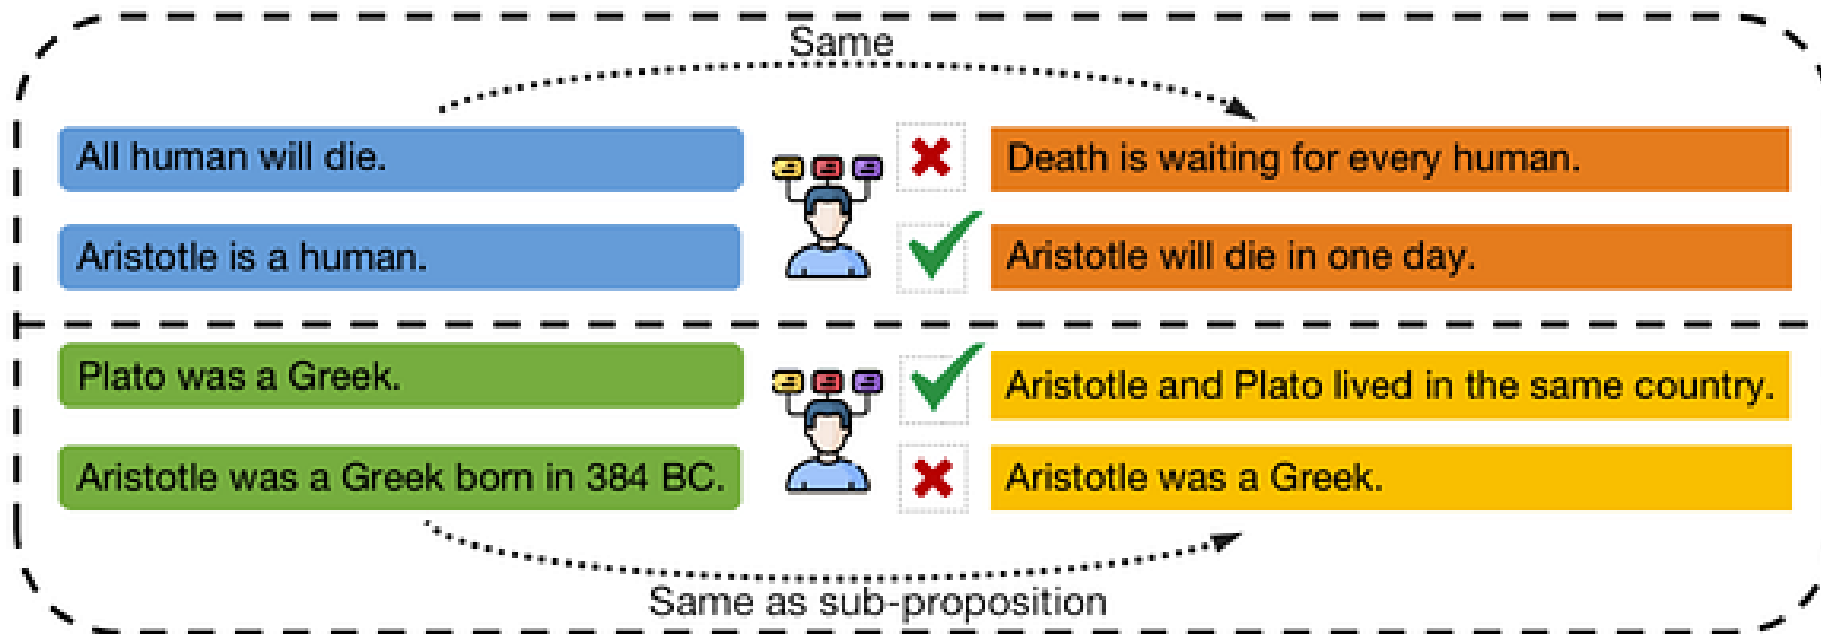 Same
All human will die.
Death is waiting for every human.
Aristotle is a human.
Aristotle will die in one day.
Plato was a Greek.
Aristotle and Plato lived in the same country.
Aristotle was a Greek born in 384 BC.
Aristotle was a Greek.
Same as sub-proposition